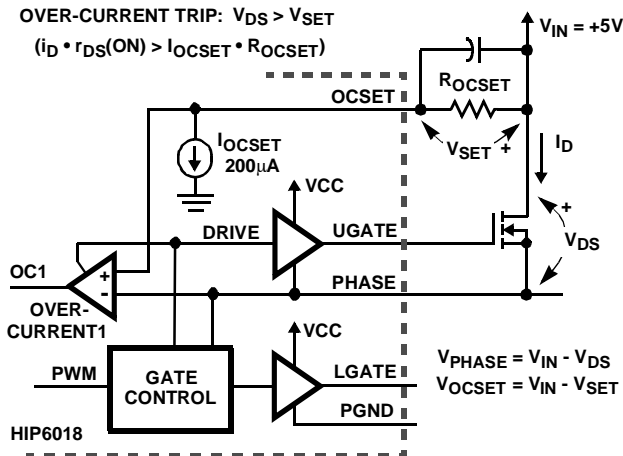 OVER-CURRENT TRIP: VDS > VSET
(iD • rDS(ON) > IOCSET • ROCSET)
VIN = +5V
ROCSET
OCSET
VSET +
ID
IOCSET
200μA
VCC
DRIVE
UGATE
+
VDS
-
OC1
+
-
PHASE
OVER-
CURRENT1
VCC
PWM
GATE
CONTROL
LGATE
PGND
VPHASE = VIN - VDS
VOCSET = VIN - VSET
HIP6018